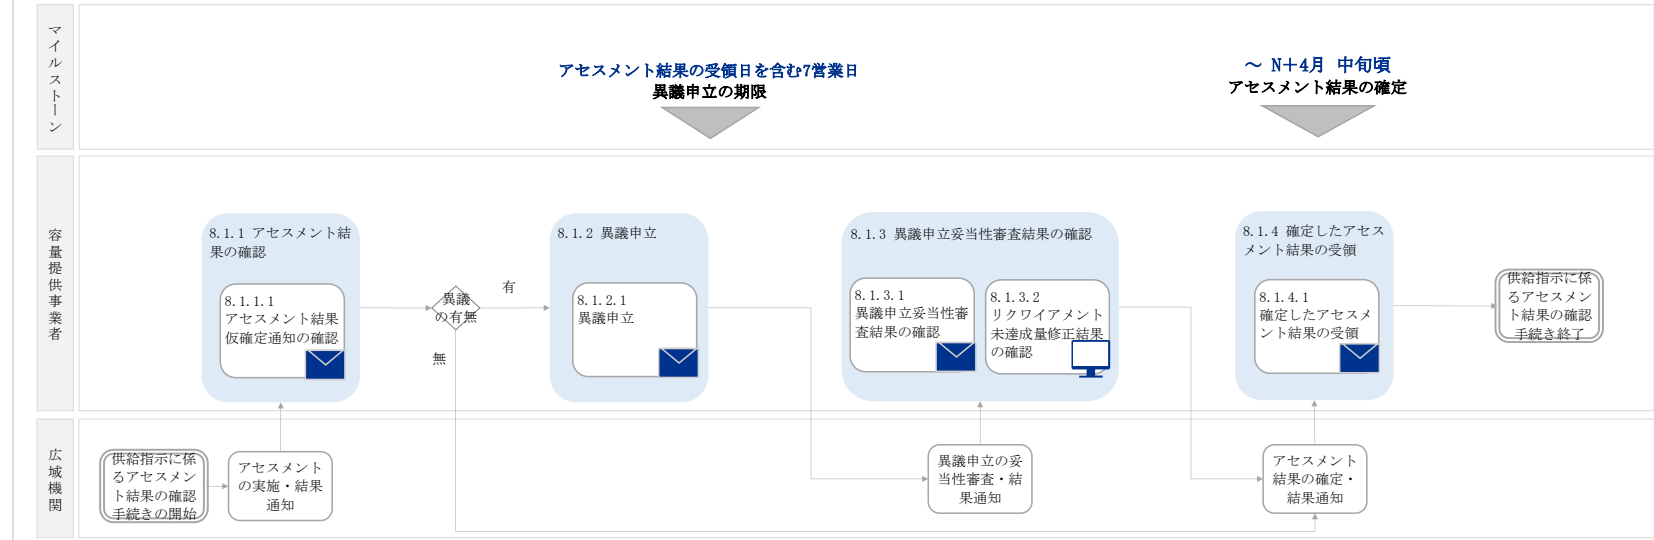 マイルストーン
アセスメント結果の受領日を含む7営業日
異議申立の期限
～ N＋4月 中旬頃
アセスメント結果の確定
容量提供事業者
8.1.1 アセスメント結
果の確認
8.1.1.1
アセスメント結果
仮確定通知の確認
異議
の有無
有
無
8.1.2 異議申立
8.1.2.1
異議申立
8.1.3 異議申立妥当性審査結果の確認
8.1.3.1
異議申立妥当性審
査結果の確認
8.1.3.2
リクワイアメント
未達成量修正結果
の確認
8.1.4 確定したアセス
メント結果の受領
8.1.4.1
確定したアセスメ
ント結果の受領
供給指示に係
るアセスメン
ト結果の確認
手続き終了
広域機関
供給指示に係
るアセスメン
ト結果の確認
手続きの開始
アセスメント
の実施・結果
通知
異議申立の妥
当性審査・結
果通知
アセスメント
結果の確定・
結果通知